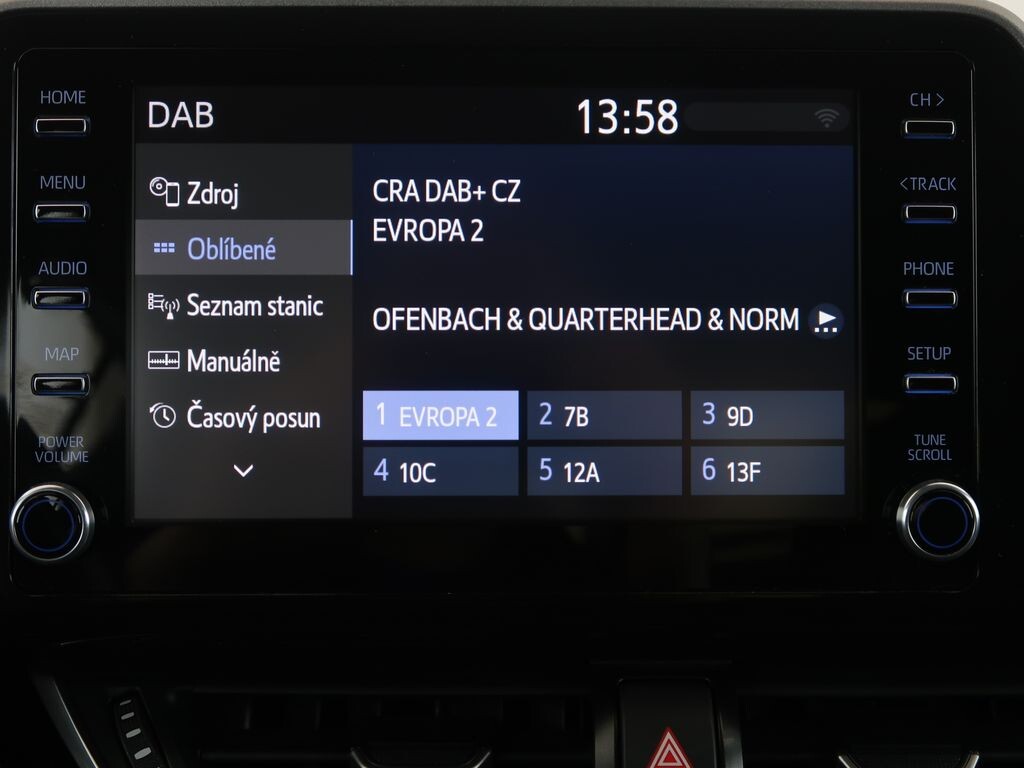 HOME
MENU
AUDIO
MAP
POWER
VOLUME
DAB
13:58
Zdroj
Oblíbené
Seznam stanic
Manuálně
Časový posun
CRA DAB+ CZ
EVROPA 2
OFENBACH & QUARTERHEAD & NORM
1 EVROPA 2
2 7B
3 9D
4 10C
5 12A
6 13F
CH >
< TRACK
PHONE
SETUP
TUNE
SCROLL